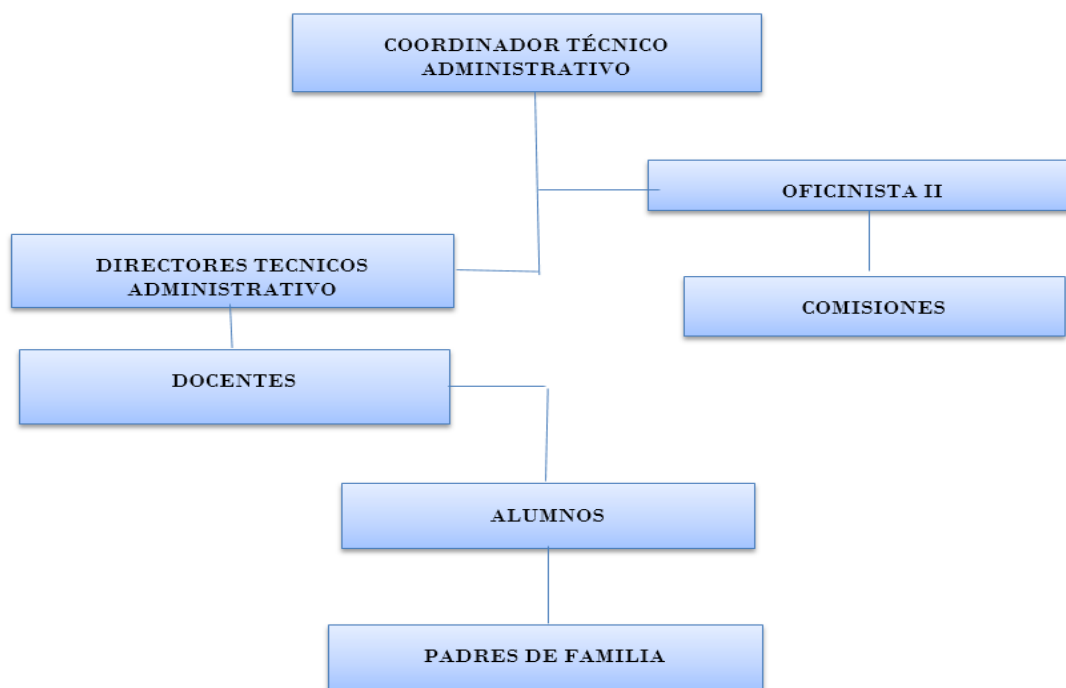 COORDINADOR TÉCNICO
ADMINISTRATIVO
OFICINISTA II
DIRECTORES TECNICOS
ADMINISTRATIVO
COMISIONES
DOCENTES
ALUMNOS
PADRES DE FAMILIA